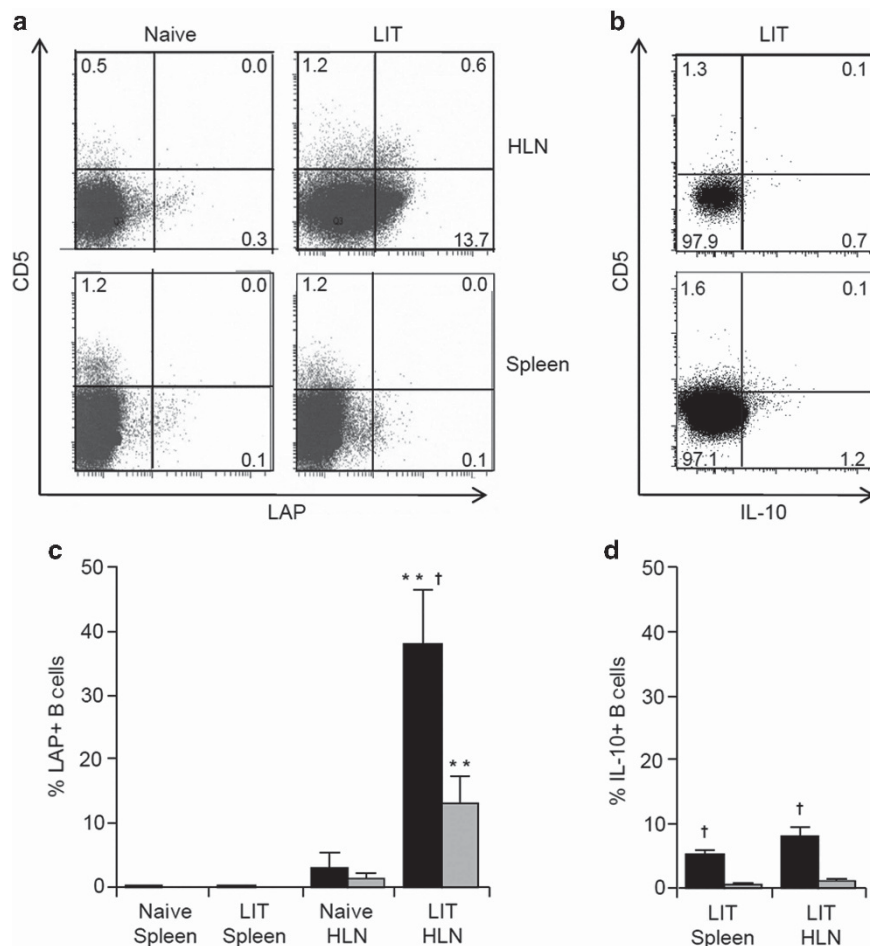 a
Naive
LIT
0.5
0.0
0.3
1.2
0.6
13.7
HLN
1.2
0.0
0.1
1.2
0.0
0.1
Spleen
CD5
LAP
b
LIT
1.3
0.1
97.9
0.7
1.6
0.1
97.1
1.2
CD5
IL-10
c
50
40
30
20
10
0
% LAP+ B cells
** †
**
Naive
Spleen
LIT
Spleen
Naive
HLN
LIT
HLN
d
50
40
30
20
10
0
% IL-10+ B cells
†
†
LIT
Spleen
LIT
HLN